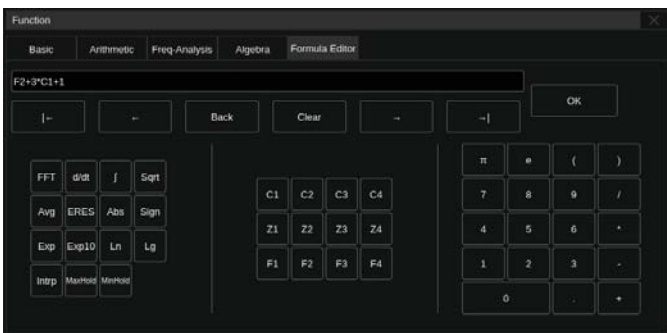 Function
Basic Arithmetic Freq-Analysis Algebra Formula Editor
F2+3*C1+1
OK
|← ← Back Clear → →|
π e ( )
FFT d/dt ∫ Sqrt
C1 C2 C3 C4
7 8 9 /
Avg ERES Abs Sign
Z1 Z2 Z3 Z4
4 5 6 *
Exp Exp10 Ln Lg
F1 F2 F3 F4
1 2 3 -
Intrp MaxHold MinHold
0 . +